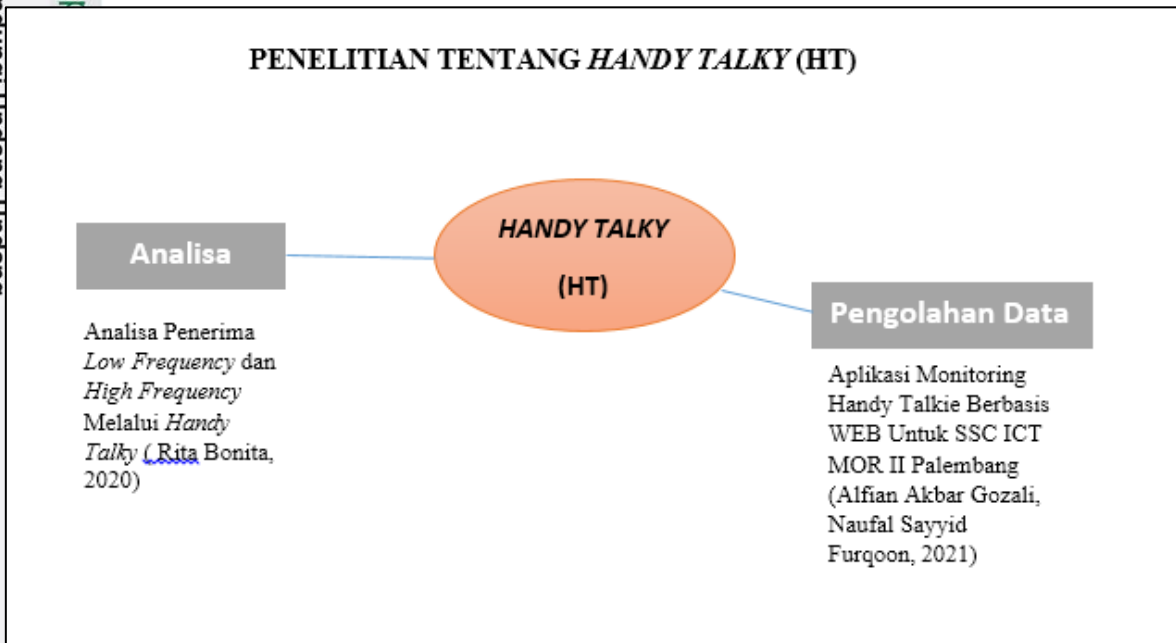 PENELITIAN TENTANG HANDY TALKY (HT)
HANDY TALKY
(HT)
Analisa
Analisa Penerima
Low Frequency dan
High Frequency
Melalui Handy
Talky ( Rita Bonita,
2020)
Pengolahan Data
Aplikasi Monitoring
Handy Talkie Berbasis
WEB Untuk SSC ICT
MOR II Palembang
(Alfian Akbar Gozali,
Naufal Sayyid
Furqoon, 2021)